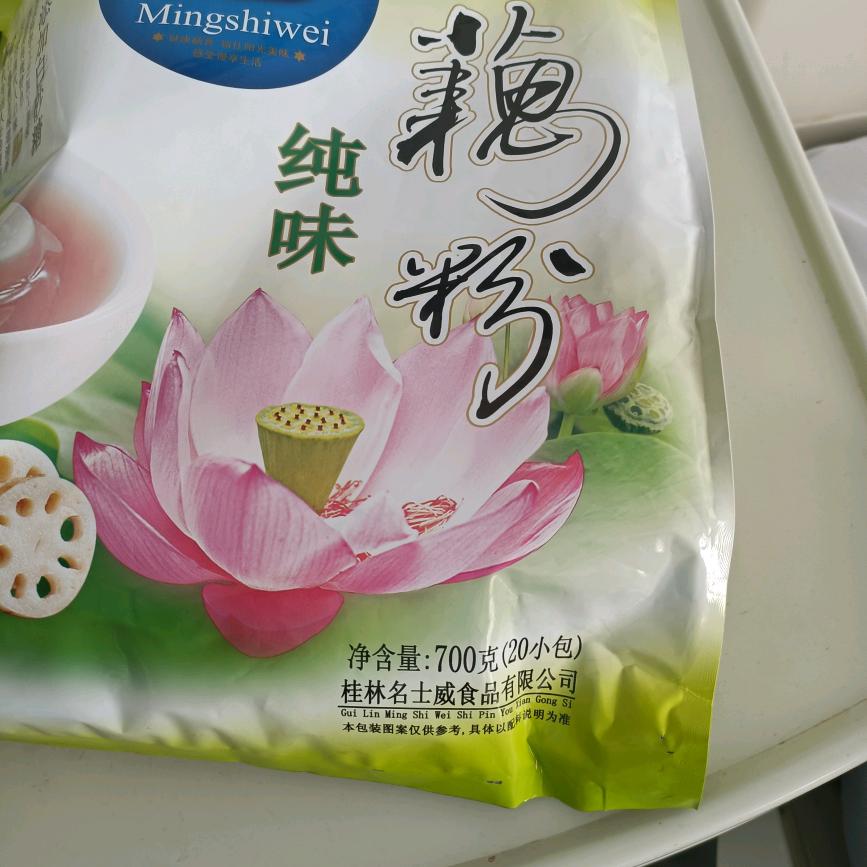 Mingshiwei
藕粉
纯味
净含量:700克(20小包)
桂林名士威食品有限公司
Gui Lin Ming Shi Wei Shi Pin You Xian Gong Si
本包装图案仅供参考,具体以配料说明为准